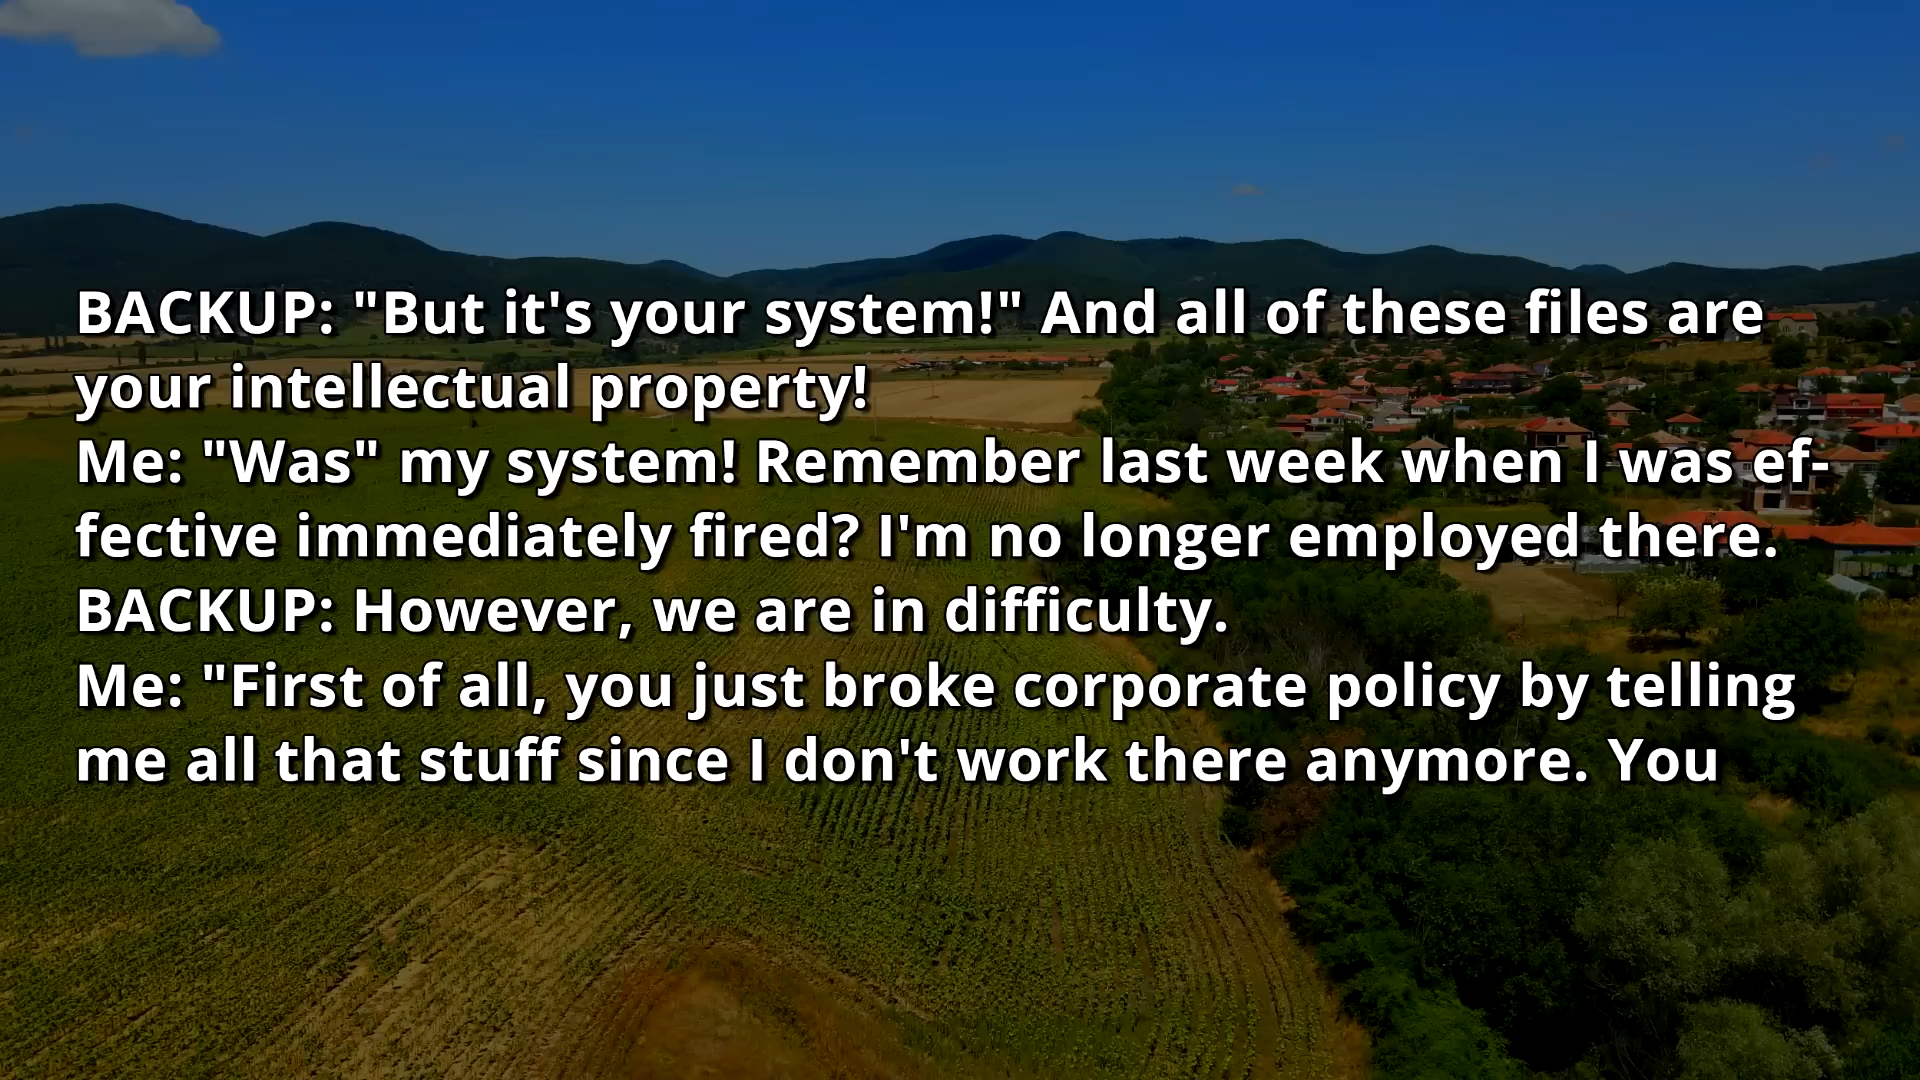 BACKUP: "But it's your system!" And all of these files are
your intellectual property!
Me: "Was" my system! Remember last week when I was ef-
fective immediately fired? I'm no longer employed there.
BACKUP: However, we are in difficulty.
Me: "First of all, you just broke corporate policy by telling
me all that stuff since I don't work there anymore. You